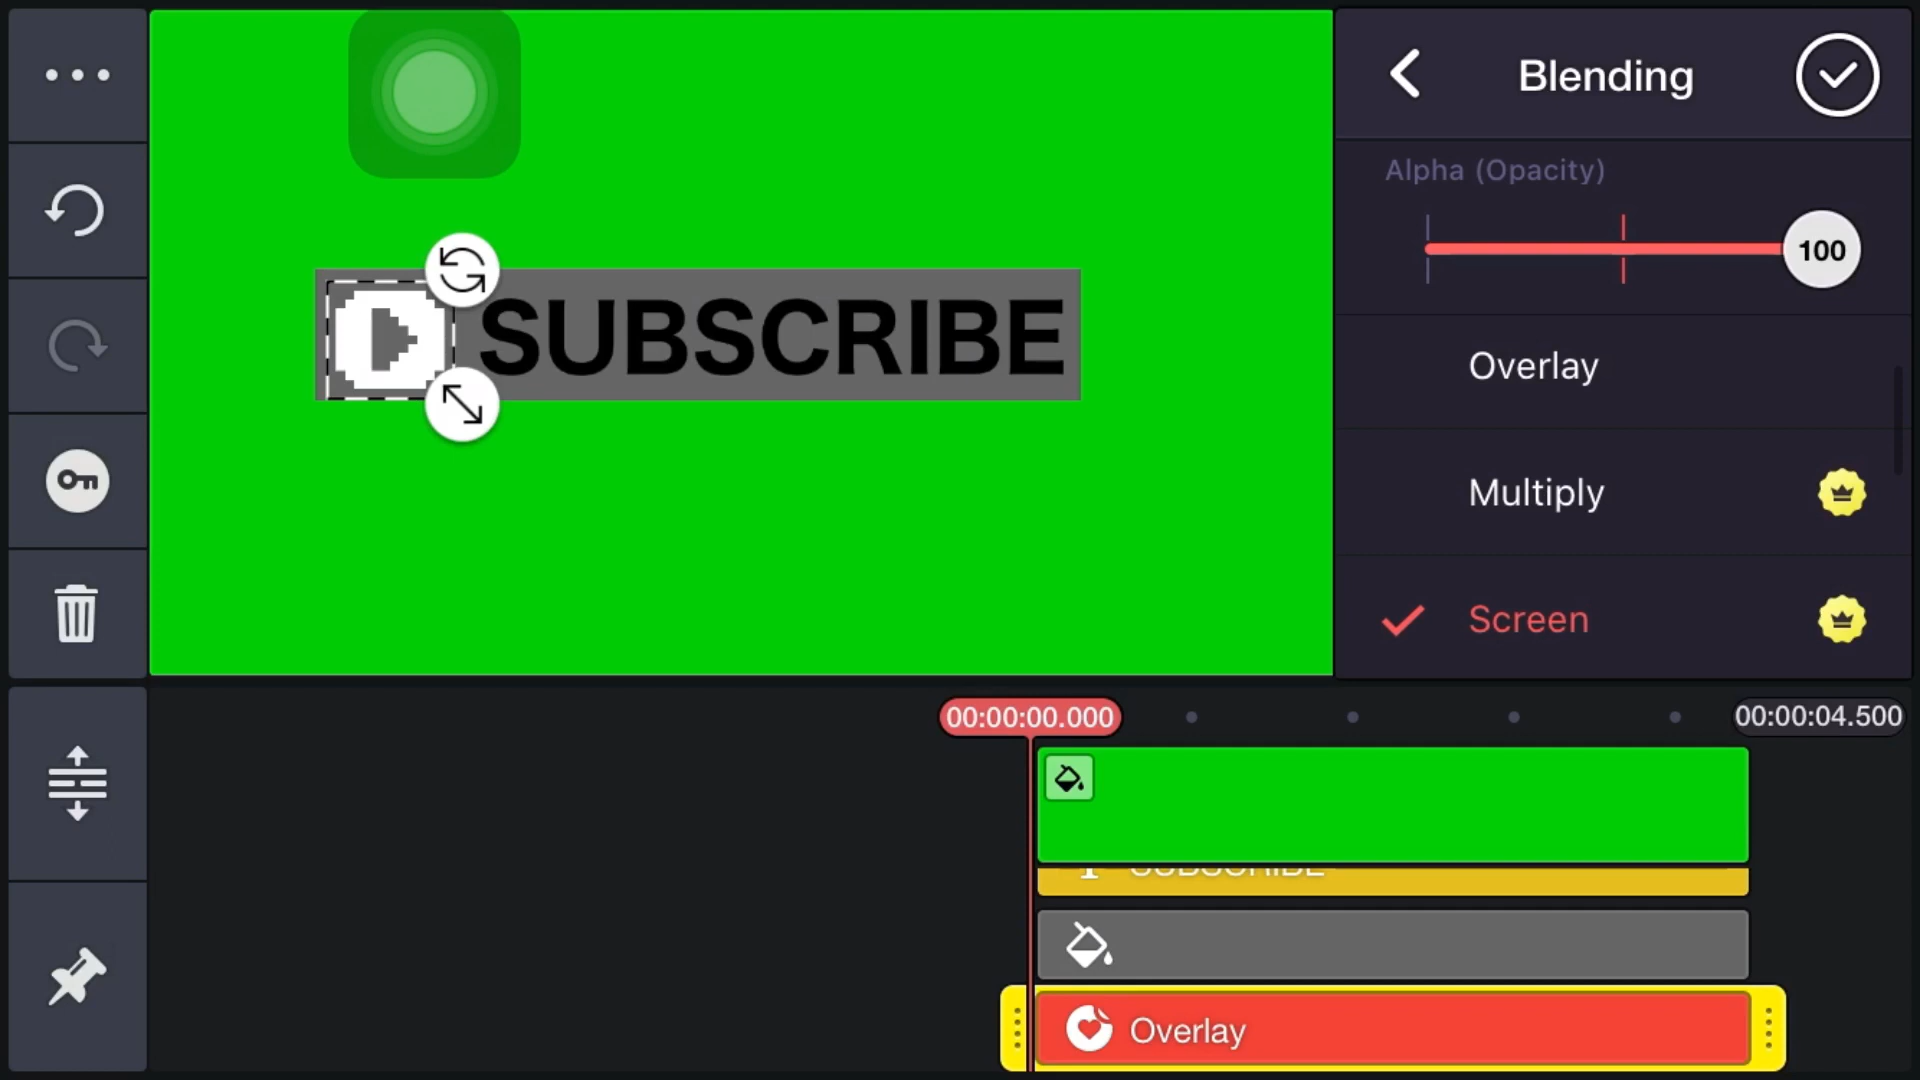 Blending
Alpha (Opacity)
100
Overlay
Multiply
Screen
SUBSCRIBE
00:00:00.000
00:00:04.500
SUBSCRIBE
Overlay